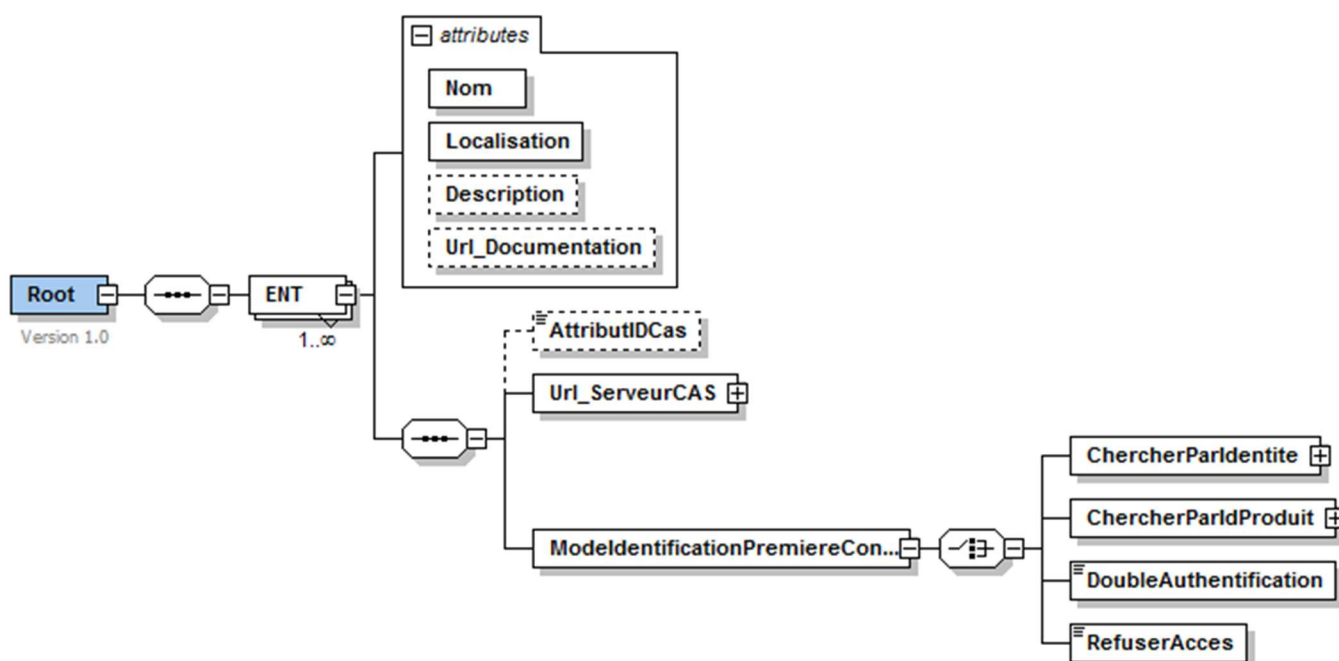 attributes
Nom
Localisation
Description
Url_Documentation
Root
ENT
Version 1.0
1..∞
AttributIDCas
Url_ServeurCAS
ModeIdentificationPremiereCon...
ChercherParIdentite
ChercherParIdProduit
DoubleAuthentification
RefuserAcces